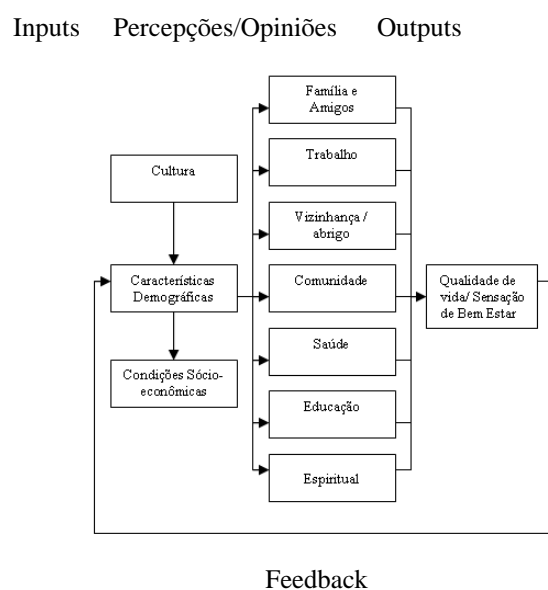 Inputs Percepções/Opiniões Outputs
Família e
Amigos
Trabalho
Cultura
Vizinhança /
abrigo
Características
Demográficas
Comunidade
Qualidade de
vida/ Sensação
de Bem Estar
Saúde
Condições Sócio-
econômicas
Educação
Espiritual
Feedback